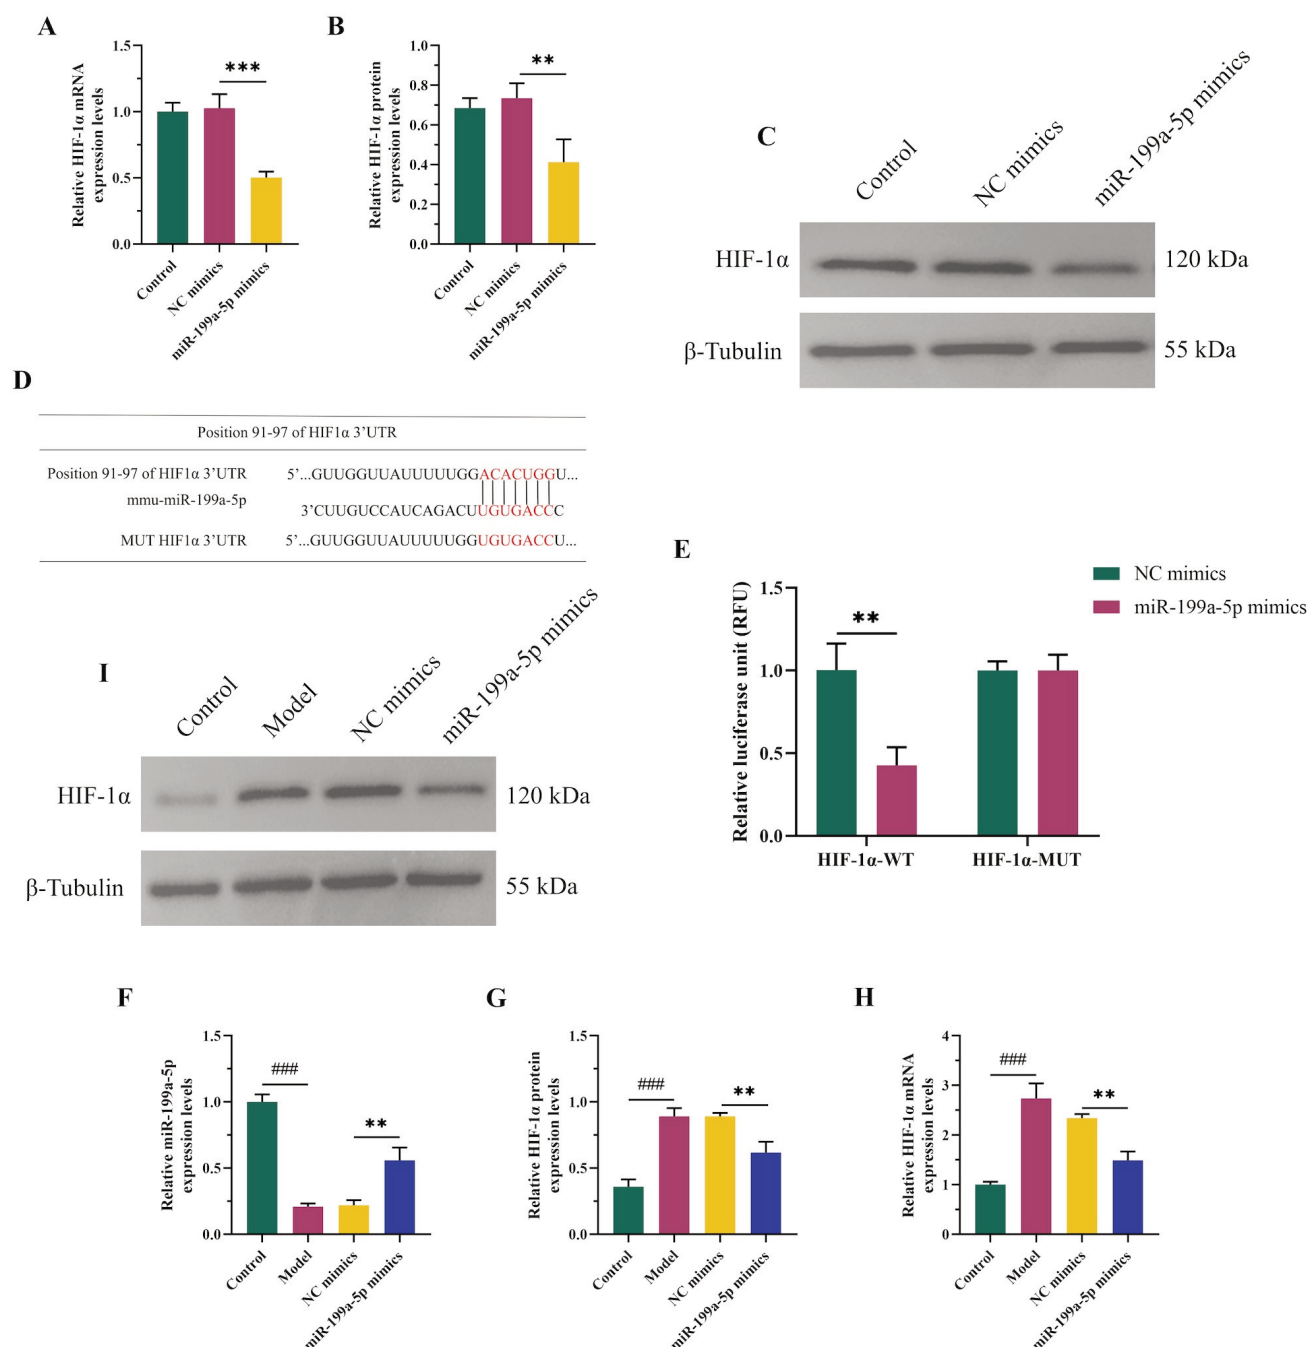 A
Relative HIF-1α mRNA
expression levels
1.5
1.0
0.5
0.0
***
Control
NC mimics
miR-199a-5p mimics
B
Relative HIF-1α protein
expression levels
1.0
0.8
0.6
0.4
0.2
0.0
**
Control
NC mimics
miR-199a-5p mimics
C
Control
NC mimics
miR-199a-5p mimics
HIF-1α
120 kDa
β-Tubulin
55 kDa
D
Position 91-97 of HIF1α 3’UTR
Position 91-97 of HIF1α 3’UTR 5’...GUUGGUUAUUUUUGGACACUGGU...
mmu-miR-199a-5p
3’CUUGUCCAUCAGACUUGUGACCC
MUT HIF1α 3’UTR 5’...GUUGGUUAUUUUUGGUGUGACCU...
E
Relative luciferase unit (RFU)
1.5
1.0
0.5
0.0
**
HIF-1α-WT
HIF-1α-MUT
NC mimics
miR-199a-5p mimics
I
Control
Model
NC mimics
miR-199a-5p mimics
HIF-1α
120 kDa
β-Tubulin
55 kDa
F
Relative miR-199a-5p
expression levels
1.5
1.0
0.5
0.0
###
**
Control
Model
NC mimics
miR-199a-5p mimics
G
Relative HIF-1α protein
expression levels
1.5
1.0
0.5
0.0
###
**
Control
Model
NC mimics
miR-199a-5p mimics
H
Relative HIF-1α mRNA
expression levels
4
3
2
1
0
###
**
Control
Model
NC mimics
miR-199a-5p mimics